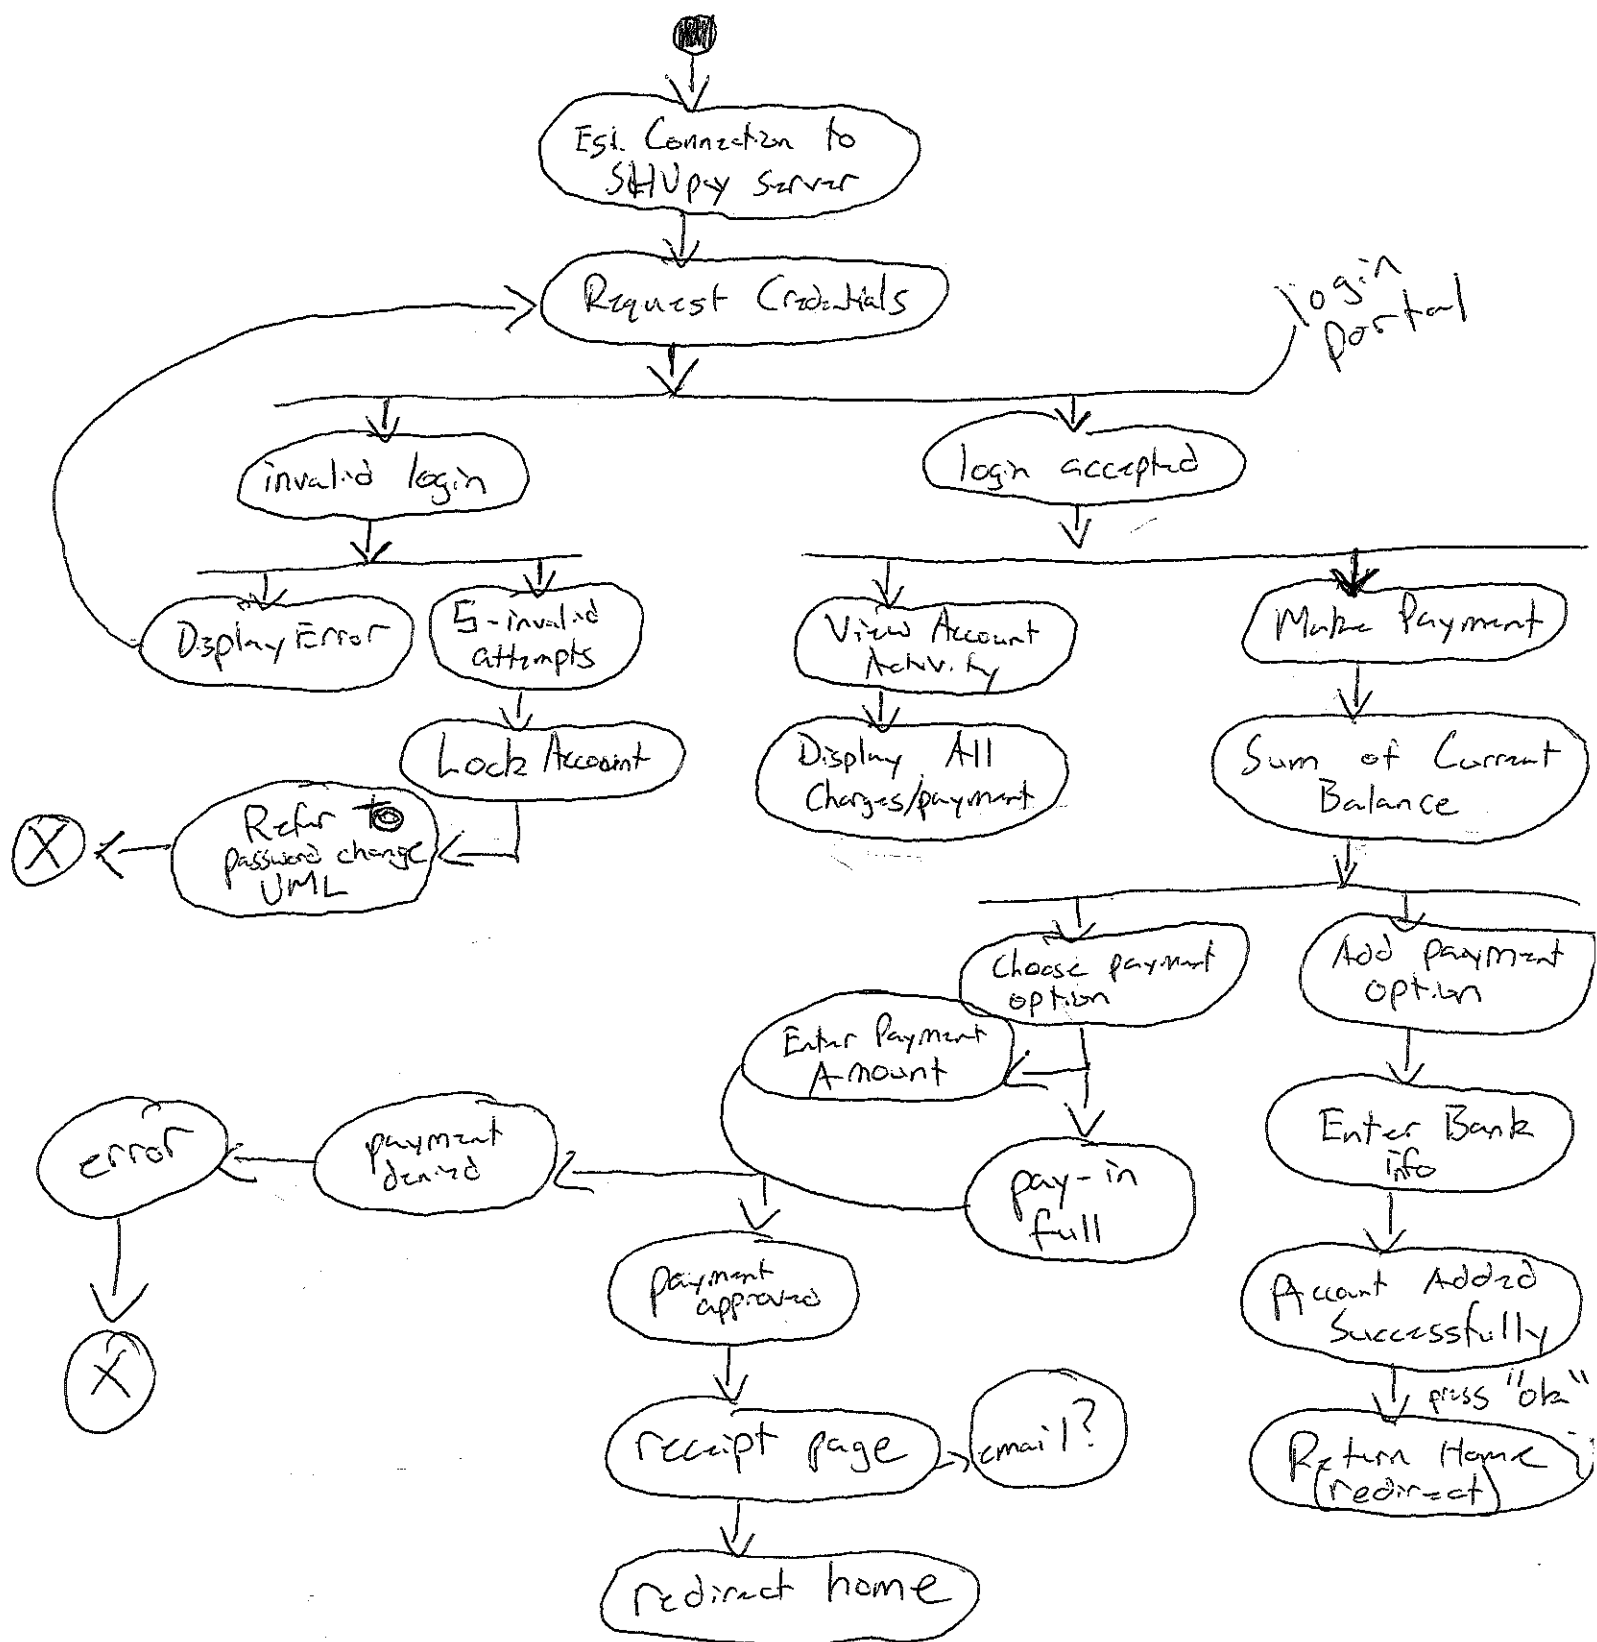 Est. Connection to
SHUpay Server
Request Credentials
login
portal
invalid login
login accepted
Display Error
5-invalid
attempts
View Account
Activity
Make Payment
Lock Account
Display All
Charges/payment
Sum of Current
Balance
Refer to
password change
UML
X
Choose payment
option
Add payment
option
Enter Payment
Amount
Enter Bank
info
error
payment
denied
pay-in
full
payment
approved
Account Added
Successfully
X
press "ok"
receipt page
email?
Return Home
(redirect)
redirect home